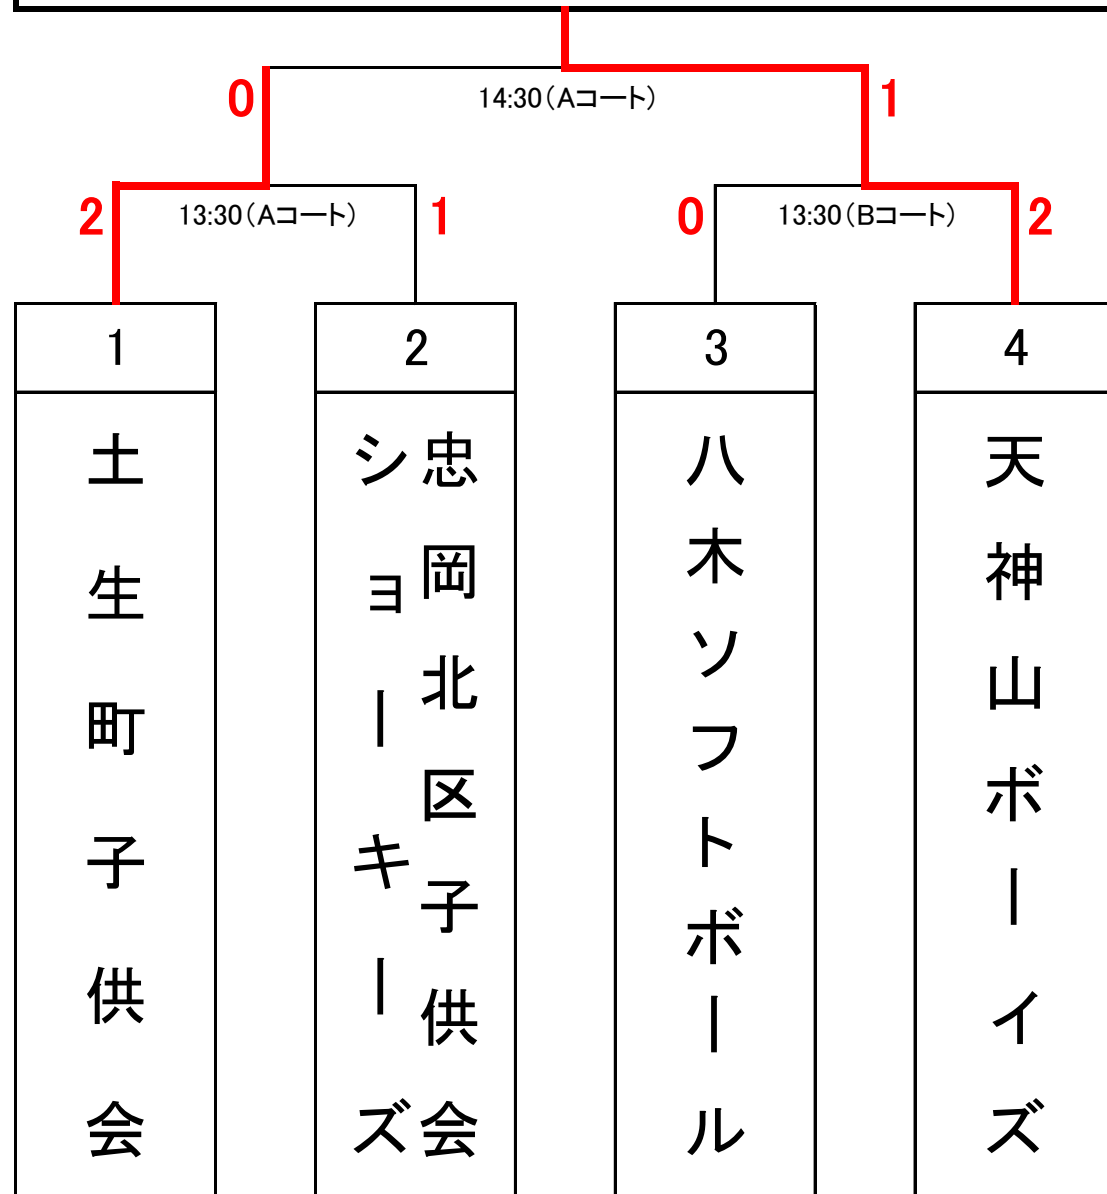 0 14:30(Aコート) 1
2 13:30(Aコート) 1 0 13:30(Bコート) 2
1 2 3 4
土生町子供会
忠岡北区子供会
ショーキーズ
八木ソフトボール
天神山ボーイズ